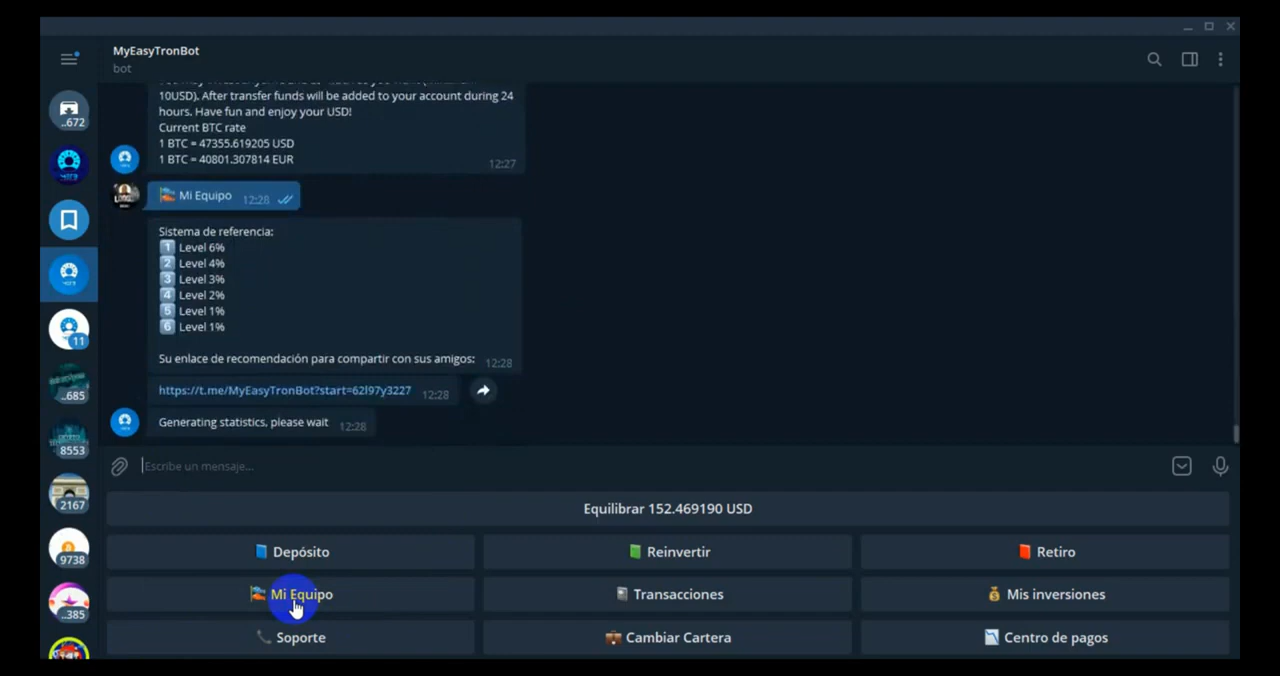 MyEasyTronBot
bot
10USD). After transfer funds will be added to your account during 24
hours. Have fun and enjoy your USD!
Current BTC rate
1 BTC = 47355.619205 USD
1 BTC = 40801.307814 EUR
12:27
Mi Equipo 12:28
Sistema de referencia:
1 Level 6%
2 Level 4%
3 Level 3%
4 Level 2%
5 Level 1%
6 Level 1%
Su enlace de recomendación para compartir con sus amigos: 12:28
https://t.me/MyEasyTronBot?start=62l97y3227 12:28
Generating statistics, please wait 12:28
Escribe un mensaje...
Equilibrar 152.469190 USD
Depósito
Reinvertir
Retiro
Mi Equipo
Transacciones
Mis inversiones
Soporte
Cambiar Cartera
Centro de pagos
..672
11
..685
8553
2167
9738
..385